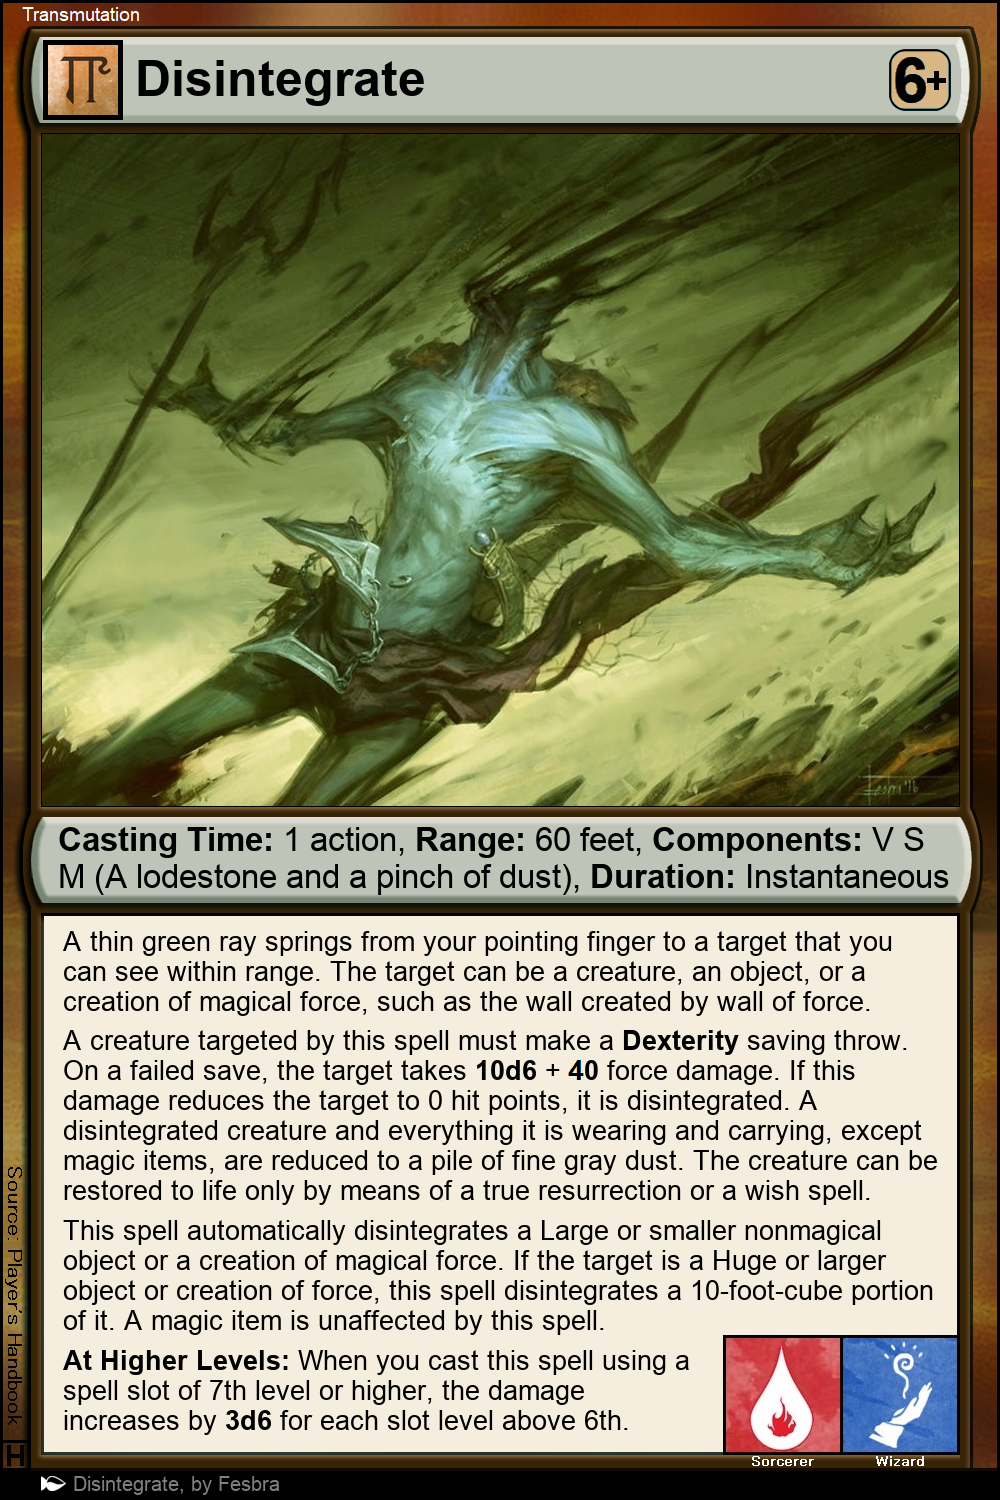 Transmutation
Disintegrate
6+
Casting Time: 1 action, Range: 60 feet, Components: V S
M (A lodestone and a pinch of dust), Duration: Instantaneous
A thin green ray springs from your pointing finger to a target that you
can see within range. The target can be a creature, an object, or a
creation of magical force, such as the wall created by wall of force.
A creature targeted by this spell must make a Dexterity saving throw.
On a failed save, the target takes 10d6 + 40 force damage. If this
damage reduces the target to 0 hit points, it is disintegrated. A
disintegrated creature and everything it is wearing and carrying, except
magic items, are reduced to a pile of fine gray dust. The creature can be
restored to life only by means of a true resurrection or a wish spell.
This spell automatically disintegrates a Large or smaller nonmagical
object or a creation of magical force. If the target is a Huge or larger
object or creation of force, this spell disintegrates a 10-foot-cube portion
of it. A magic item is unaffected by this spell.
At Higher Levels: When you cast this spell using a
spell slot of 7th level or higher, the damage
increases by 3d6 for each slot level above 6th.
Sorcerer
Wizard
Source: Player's Handbook
H
Disintegrate, by Fesbra